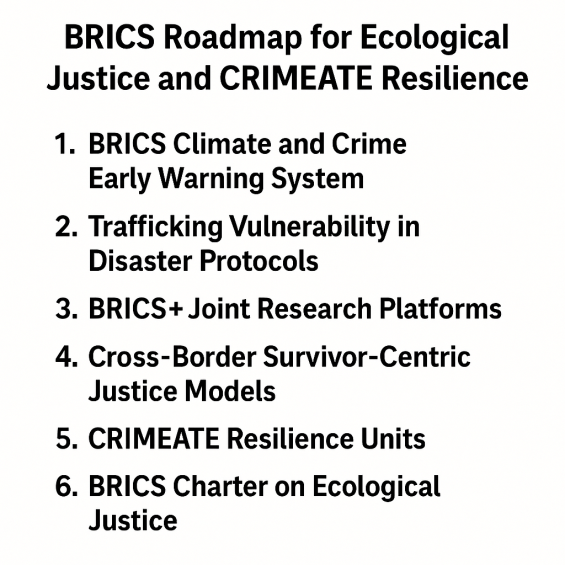 BRICS Roadmap for Ecological
Justice and CRIMEATE Resilience
1. BRICS Climate and Crime
Early Warning System
2. Trafficking Vulnerability in
Disaster Protocols
3. BRICS+ Joint Research Platforms
4. Cross-Border Survivor-Centric
Justice Models
5. CRIMEATE Resilience Units
6. BRICS Charter on Ecological
Justice